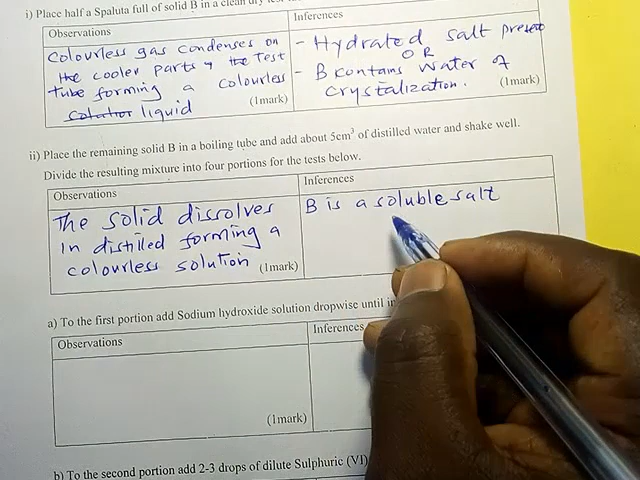 i) Place half a Spaluta full of solid B in a clean dry
Observations
Inferences
Colourless gas condenses on
the cooler parts of the Test
tube forming a colourless
liquid
(1mark)
- Hydrated salt present
OR
- B Contains Water of
Crystalization.
(1mark)
ii) Place the remaining solid B in a boiling tube and add about 5cm³ of distilled water and shake well.
Divide the resulting mixture into four portions for the tests below.
Observations
Inferences
The solid dissolves
in distilled forming a
colourless solution
(1mark)
B is a soluble salt
a) To the first portion add Sodium hydroxide solution dropwise until in
Observations
Inferences
(1mark)
b) To the second portion add 2-3 drops of dilute Sulphuric (VI)